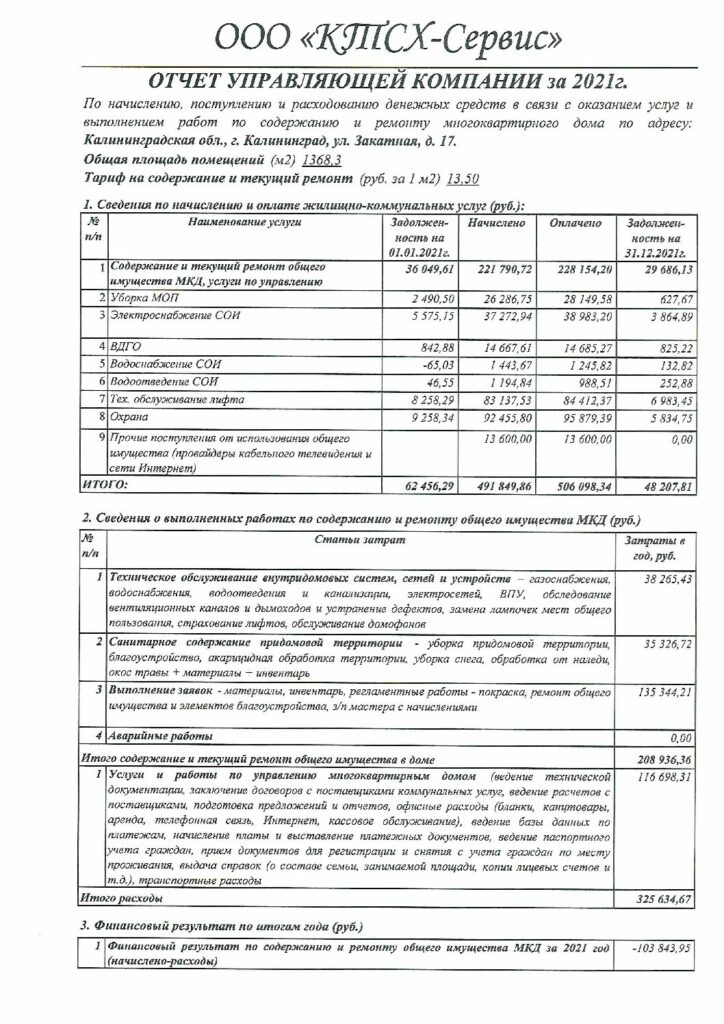 ООО «КТСХ-Сервис»
ОТЧЕТ УПРАВЛЯЮЩЕЙ КОМПАНИИ за 2021г.
По начислению, поступлению и расходованию денежных средств в связи с оказанием услуг и
выполнением работ по содержанию и ремонту многоквартирного дома по адресу:
Калининградская обл., г. Калининград, ул. Закатная, д. 17.
Общая площадь помещений (м2) 1368,3
Тариф на содержание и текущий ремонт (руб. за 1 м2) 13,50
1. Сведения по начислению и оплате жилищно-коммунальных услуг (руб.):
№ п/п Наименование услуги Задолжен-ность на 01.01.2021г. Начислено Оплачено Задолжен-ность на 31.12.2021г.
1 Содержание и текущий ремонт общего 36 049,61 221 790,72 228 154,20 29 686,13
имущества МКД, услуги по управлению
2 Уборка МОП 2 490,50 26 286,75 28 149,58 627,67
3 Электроснабжение СОИ 5 575,15 37 272,94 38 983,20 3 864,89
4 ВДГО 842,88 14 667,61 14 685,27 825,22
5 Водоснабжение СОИ -65,03 1 443,67 1 245,82 132,82
6 Водоотведение СОИ 46,55 1 194,84 988,51 252,88
7 Тех. обслуживание лифта 8 258,29 83 137,53 84 412,37 6 983,45
8 Охрана 9 258,34 92 455,80 95 879,39 5 834,75
9 Прочие поступления от использования общего 13 600,00 13 600,00 0,00
имущества (провайдеры кабельного телевидения и
сети Интернет)
ИТОГО: 62 456,29 491 849,86 506 098,34 48 207,81
2. Сведения о выполненных работах по содержанию и ремонту общего имущества МКД (руб.)
№ п/п Статьи затрат Затраты в год, руб.
1 Техническое обслуживание внутридомовых систем, сетей и устройств – газоснабжения, 38 265,43
водоснабжения, водоотведения и канализации, электросетей, ВПУ, обследование
вентиляционных каналов и дымоходов и устранение дефектов, замена лампочек мест общего
пользования, страхование лифтов, обслуживание домофонов
2 Санитарное содержание придомовой территории - уборка придомовой территории, 35 326,72
благоустройство, акарицидная обработка территории, уборка снега, обработка от наледи,
окос травы + материалы – инвентарь
3 Выполнение заявок - материалы, инвентарь, регламентные работы - покраска, ремонт общего 135 344,21
имущества и элементов благоустройства, з/п мастера с начислениями
4 Аварийные работы 0,00
Итого содержание и текущий ремонт общего имущества в доме 208 936,36
1 Услуги и работы по управлению многоквартирным домом (ведение технической 116 698,31
документации, заключение договоров с поставщиками коммунальных услуг, ведение расчетов с
поставщиками, подготовка предложений и отчетов, офисные расходы (бланки, канцтовары,
аренда, телефонная связь, Интернет, кассовое обслуживание), ведение базы данных по
платежам, начисление платы и выставление платежных документов, ведение паспортного
учета граждан, прием документов для регистрации и снятия с учета граждан по месту
проживания, выдача справок (о составе семьи, занимаемой площади, копии лицевых счетов и
т.д.), транспортные расходы
Итого расходы 325 634,67
3. Финансовый результат по итогам года (руб.)
1 Финансовый результат по содержанию и ремонту общего имущества МКД за 2021 год -103 843,95
(начислено-расходы)